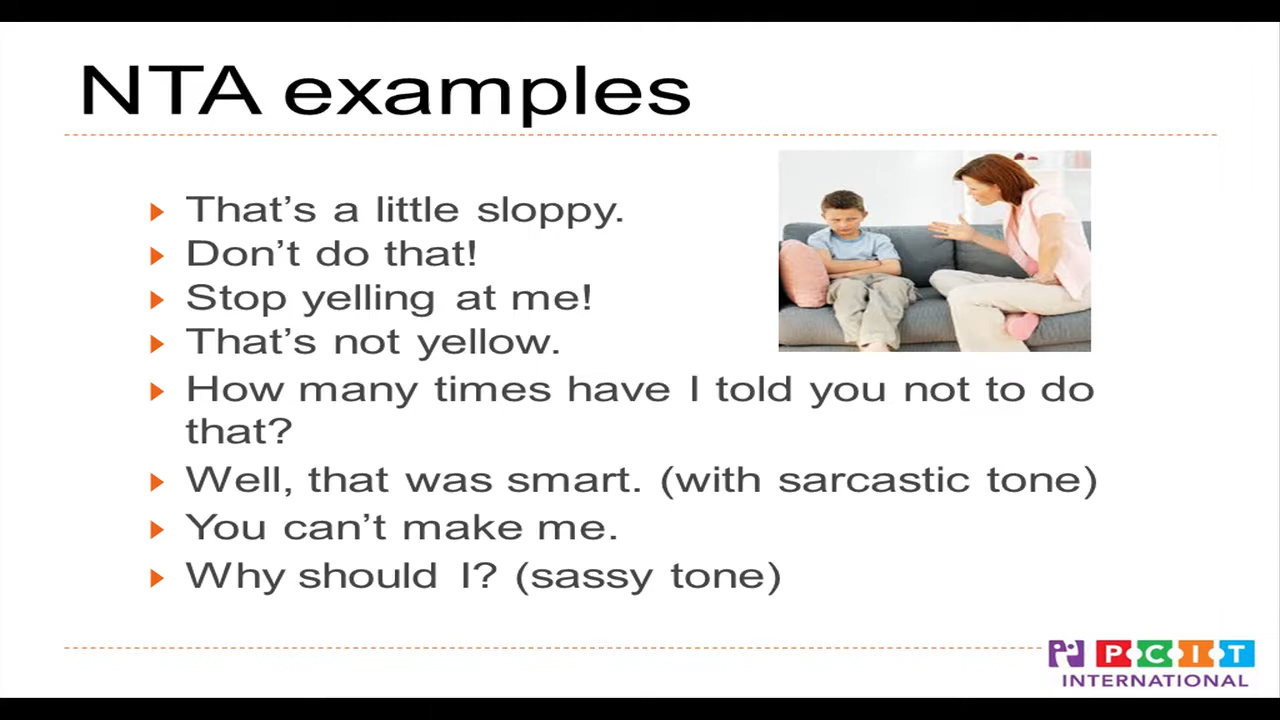 NTA examples
That's a little sloppy.
Don't do that!
Stop yelling at me!
That's not yellow.
How many times have I told you not to do
that?
Well, that was smart. (with sarcastic tone)
You can't make me.
Why should I? (sassy tone)
PCIT
INTERNATIONAL